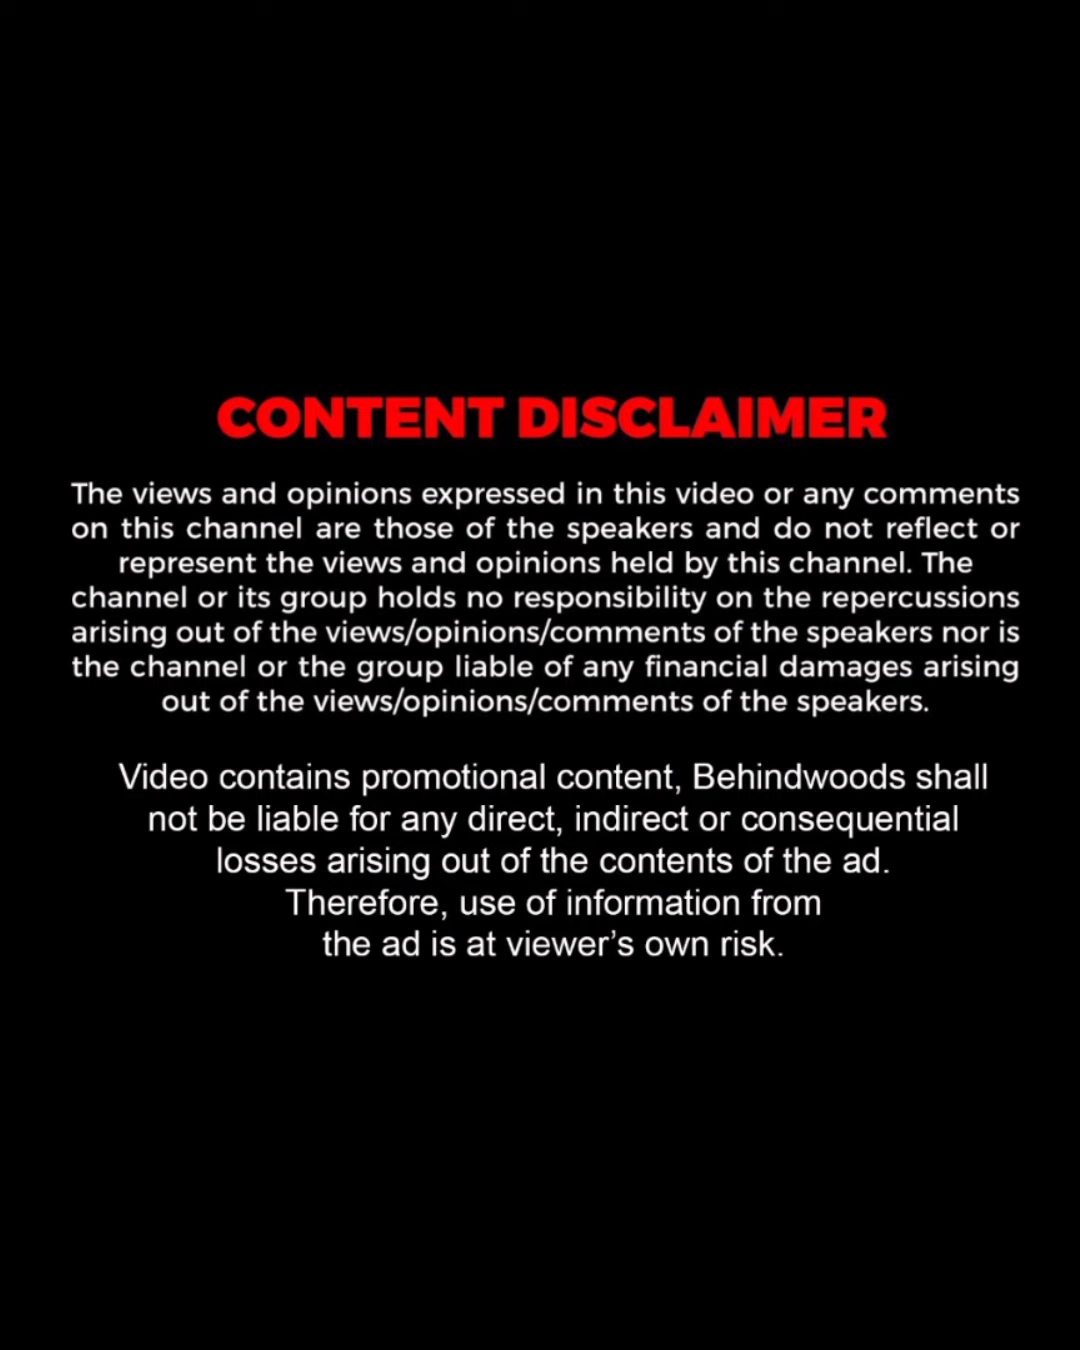 CONTENT DISCLAIMER
The views and opinions expressed in this video or any comments
on this channel are those of the speakers and do not reflect or
represent the views and opinions held by this channel. The
channel or its group holds no responsibility on the repercussions
arising out of the views/opinions/comments of the speakers nor is
the channel or the group liable of any financial damages arising
out of the views/opinions/comments of the speakers.
Video contains promotional content, Behindwoods shall
not be liable for any direct, indirect or consequential
losses arising out of the contents of the ad.
Therefore, use of information from
the ad is at viewer’s own risk.